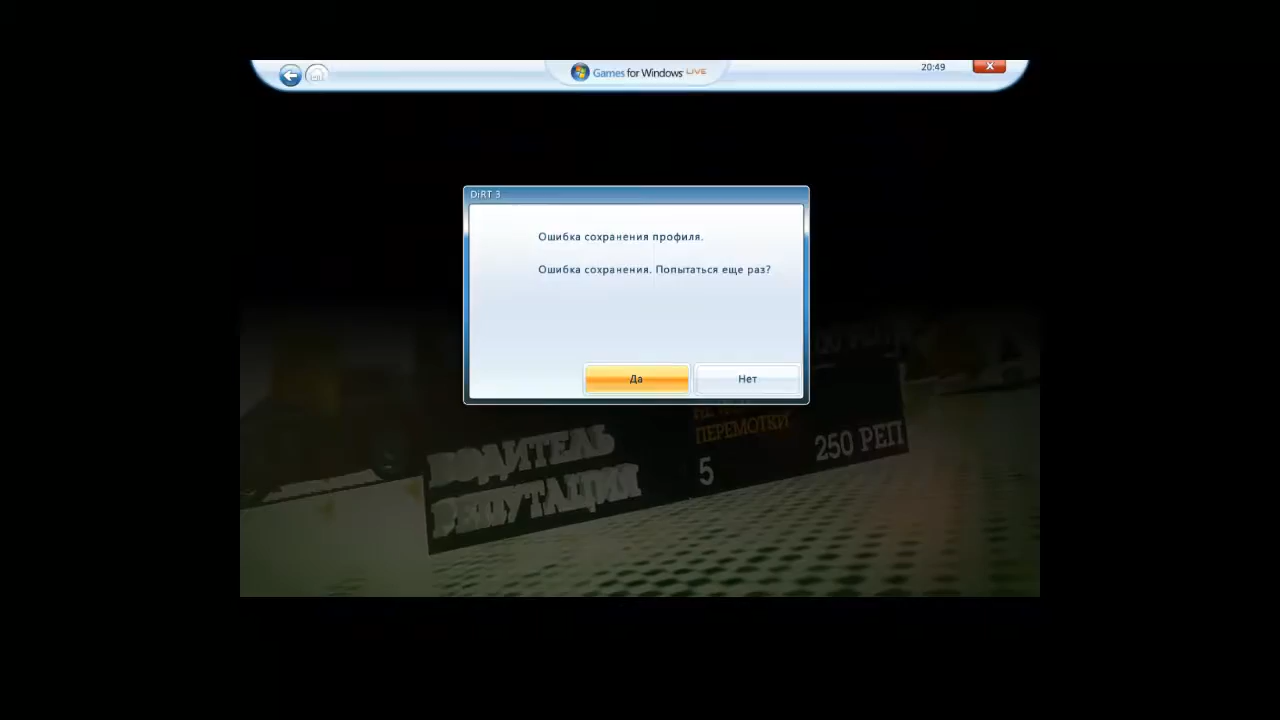 Games for Windows LIVE
20:49
DiRT 3
Ошибка сохранения профиля.
Ошибка сохранения. Попытаться еще раз?
Да
Нет
ПЕРЕМОТКИ
ВОДИТЕЛЬ
РЕПУТАЦИЯ
5
250 РЕП